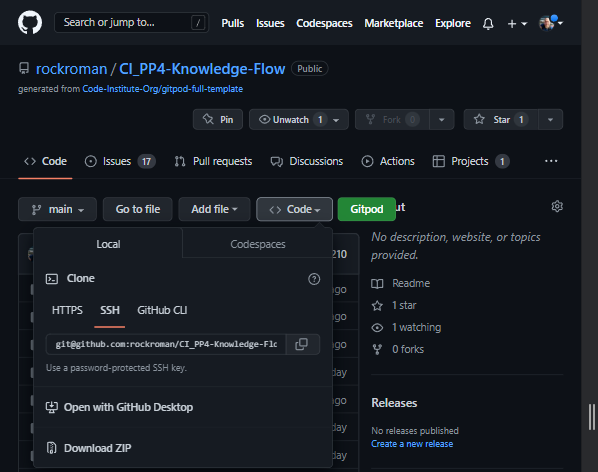 Search or jump to... /
Pulls Issues Codespaces Marketplace Explore
rockroman / CI_PP4-Knowledge-Flow Public
generated from Code-Institute-Org/gitpod-full-template
Pin Unwatch 1 Fork 0 Star 1
Code Issues 17 Pull requests Discussions Actions Projects 1
main Go to file Add file Code Gitpod ut
Local Codespaces 210
No description, website, or topics
provided.
Clone
HTTPS SSH GitHub CLI
git@github.com:rockroman/CI_PP4-Knowledge-Flo
Use a password-protected SSH key.
Open with GitHub Desktop
Download ZIP
ago
ago
ago
day
ago
day
day
Readme
1 star
1 watching
0 forks
Releases
No releases published
Create a new release